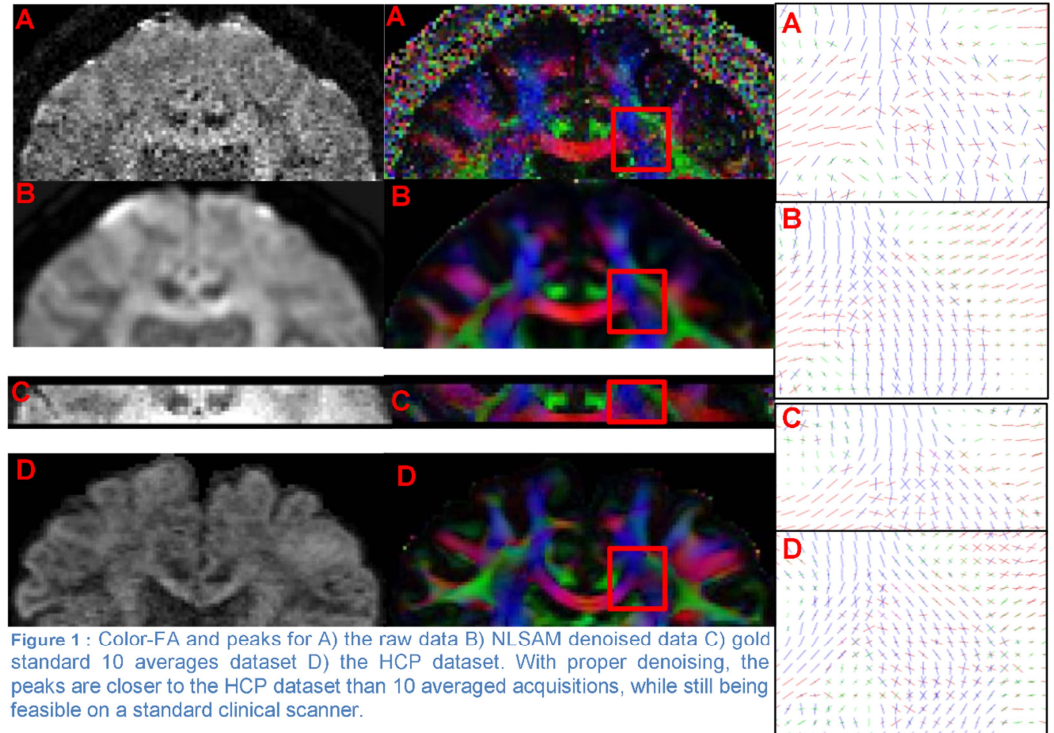 A
A
A
B
B
B
C
C
C
D
D
D
Figure 1 : Color-FA and peaks for A) the raw data B) NLSAM denoised data C) gold
standard 10 averages dataset D) the HCP dataset. With proper denoising, the
peaks are closer to the HCP dataset than 10 averaged acquisitions, while still being
feasible on a standard clinical scanner.